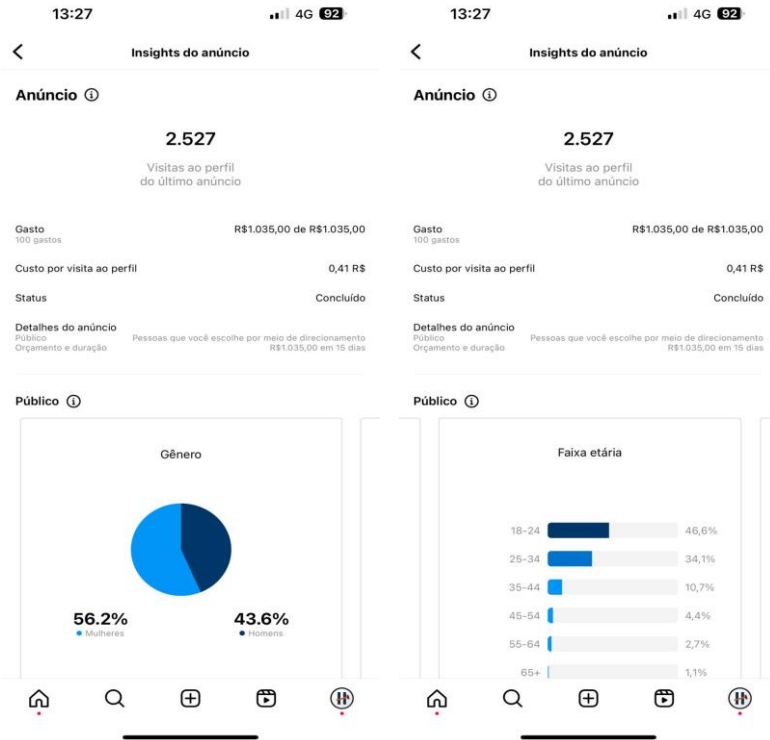 13:27
4G 92
Insights do anúncio
Anúncio
2.527
Visitas ao perfil
do último anúncio
Gasto R$1.035,00 de R$1.035,00
100 gastos
Custo por visita ao perfil 0,41 R$
Status Concluído
Detalhes do anúncio
Público Pessoas que você escolhe por meio de direcionamento
Orçamento e duração R$1.035,00 em 15 dias
Público
Gênero
56.2% 43.6%
Mulheres Homens
13:27
4G 92
Insights do anúncio
Anúncio
2.527
Visitas ao perfil
do último anúncio
Gasto R$1.035,00 de R$1.035,00
100 gastos
Custo por visita ao perfil 0,41 R$
Status Concluído
Detalhes do anúncio
Público Pessoas que você escolhe por meio de direcionamento
Orçamento e duração R$1.035,00 em 15 dias
Público
Faixa etária
18-24 46,6%
25-34 34,1%
35-44 10,7%
45-54 4,4%
55-64 2,7%
65+ 1,1%